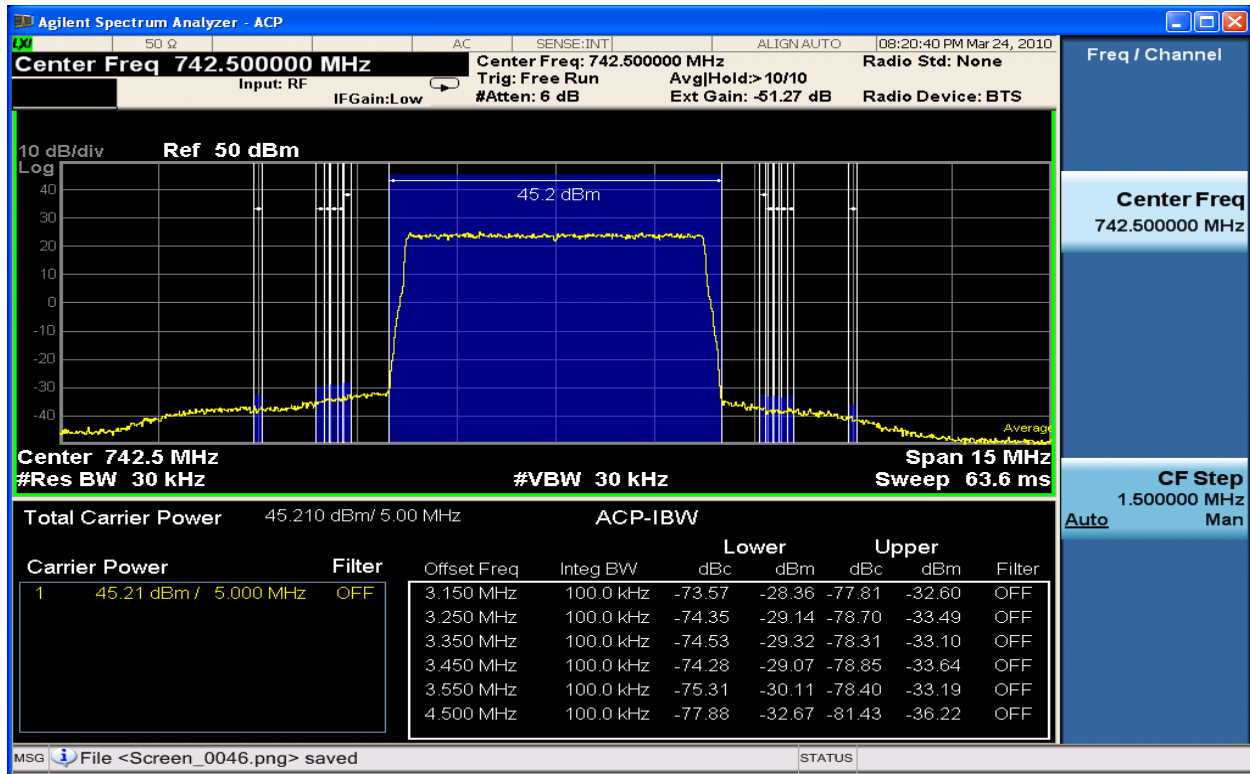 Agilent Spectrum Analyzer - ACP
LXI 50 Ω AC SENSE:INT ALIGN AUTO 08:20:40 PM Mar 24, 2010
Center Freq 742.500000 MHz
Input: RF
IFGain:Low
Center Freq: 742.500000 MHz
Trig: Free Run Avg|Hold:>10/10
#Atten: 6 dB Ext Gain: -51.27 dB
Radio Std: None
Radio Device: BTS
10 dB/div Ref 50 dBm
Log
40
30
20
10
0
-10
-20
-30
-40
45.2 dBm
Average
Center 742.5 MHz Span 15 MHz
#Res BW 30 kHz #VBW 30 kHz Sweep 63.6 ms
Total Carrier Power 45.210 dBm/ 5.00 MHz ACP-IBW
Carrier Power Filter
1 45.21 dBm / 5.000 MHz OFF
Lower Upper
Offset Freq Integ BW dBc dBm dBc dBm Filter
3.150 MHz 100.0 kHz -73.57 -28.36 -77.81 -32.60 OFF
3.250 MHz 100.0 kHz -74.35 -29.14 -78.70 -33.49 OFF
3.350 MHz 100.0 kHz -74.53 -29.32 -78.31 -33.10 OFF
3.450 MHz 100.0 kHz -74.28 -29.07 -78.85 -33.64 OFF
3.550 MHz 100.0 kHz -75.31 -30.11 -78.40 -33.19 OFF
4.500 MHz 100.0 kHz -77.88 -32.67 -81.43 -36.22 OFF
MSG File <Screen_0046.png> saved STATUS
Freq / Channel
Center Freq
742.500000 MHz
CF Step
1.500000 MHz
Auto Man